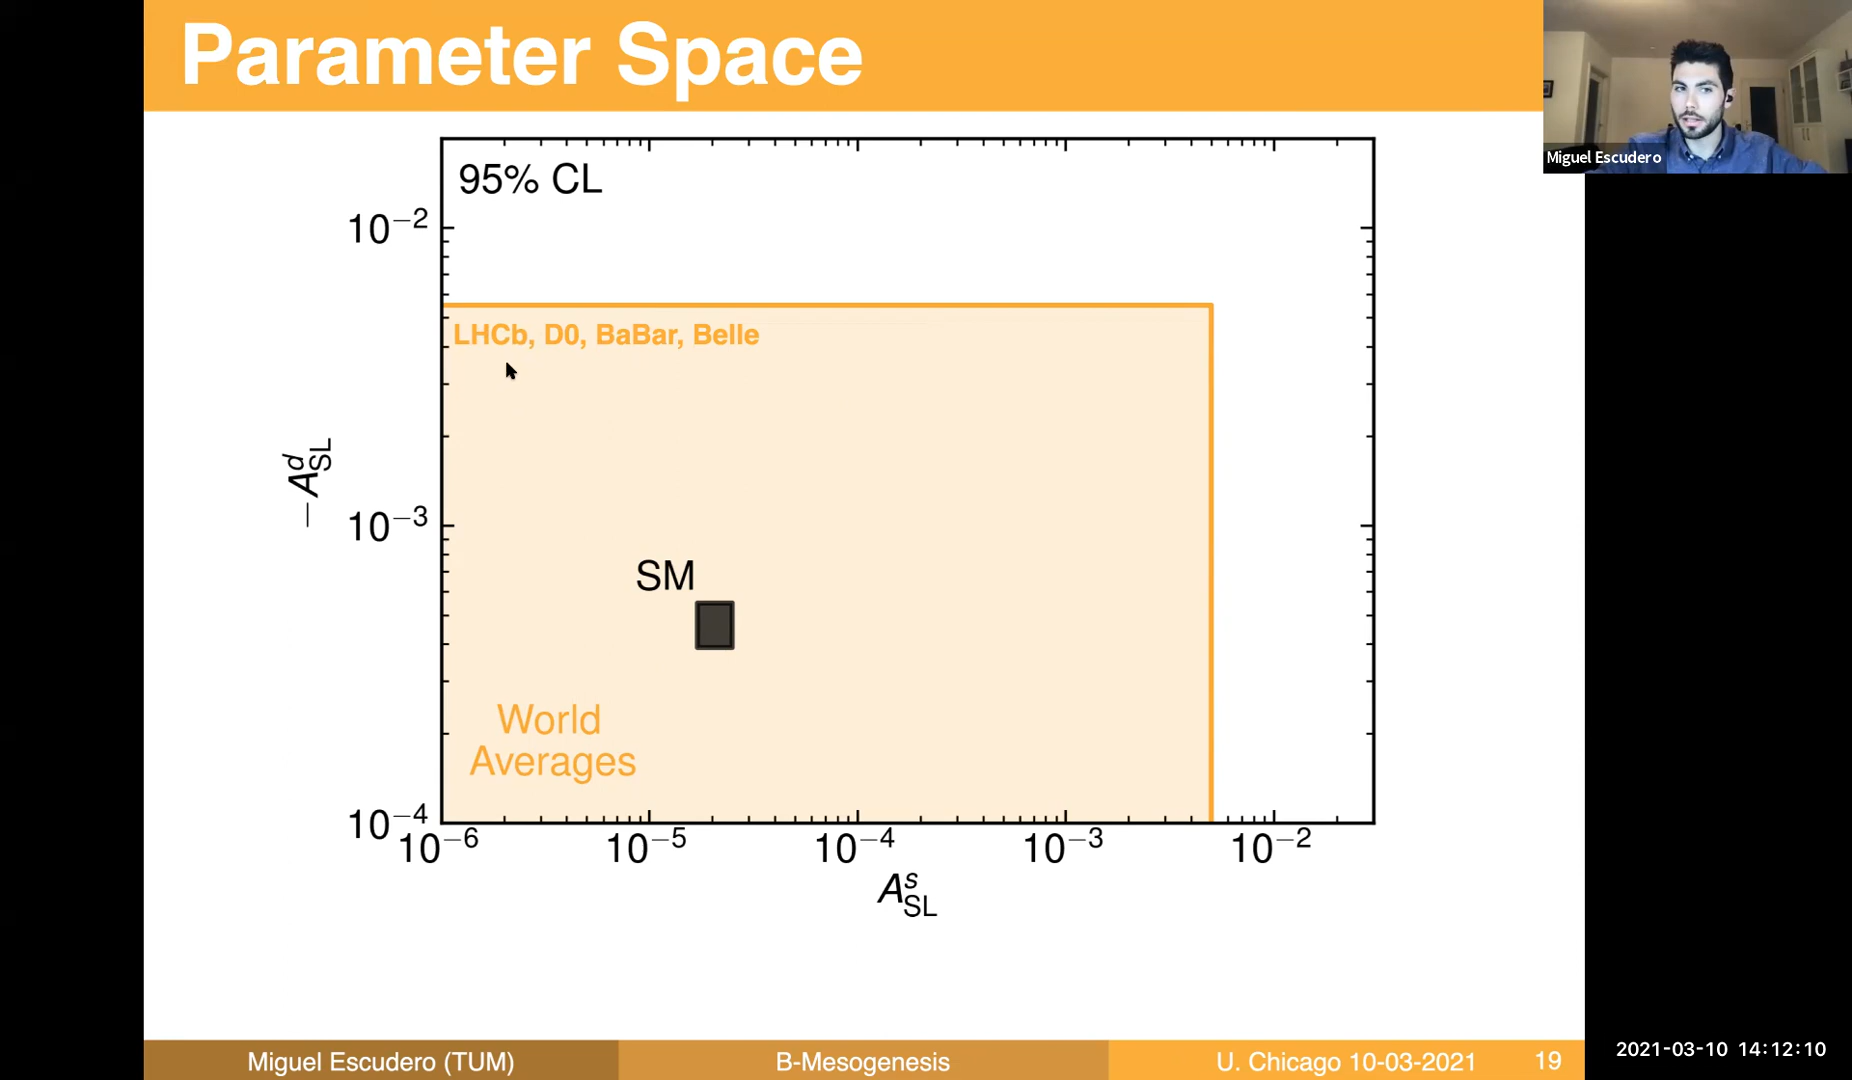 Parameter Space
Miguel Escudero
95% CL
10⁻²
LHCb, D0, BaBar, Belle
−A^d_SL
10⁻³
SM
World
Averages
10⁻⁴
10⁻⁶ 10⁻⁵ 10⁻⁴ 10⁻³ 10⁻²
A^s_SL
Miguel Escudero (TUM) B-Mesogenesis U. Chicago 10-03-2021 19
2021-03-10 14:12:10